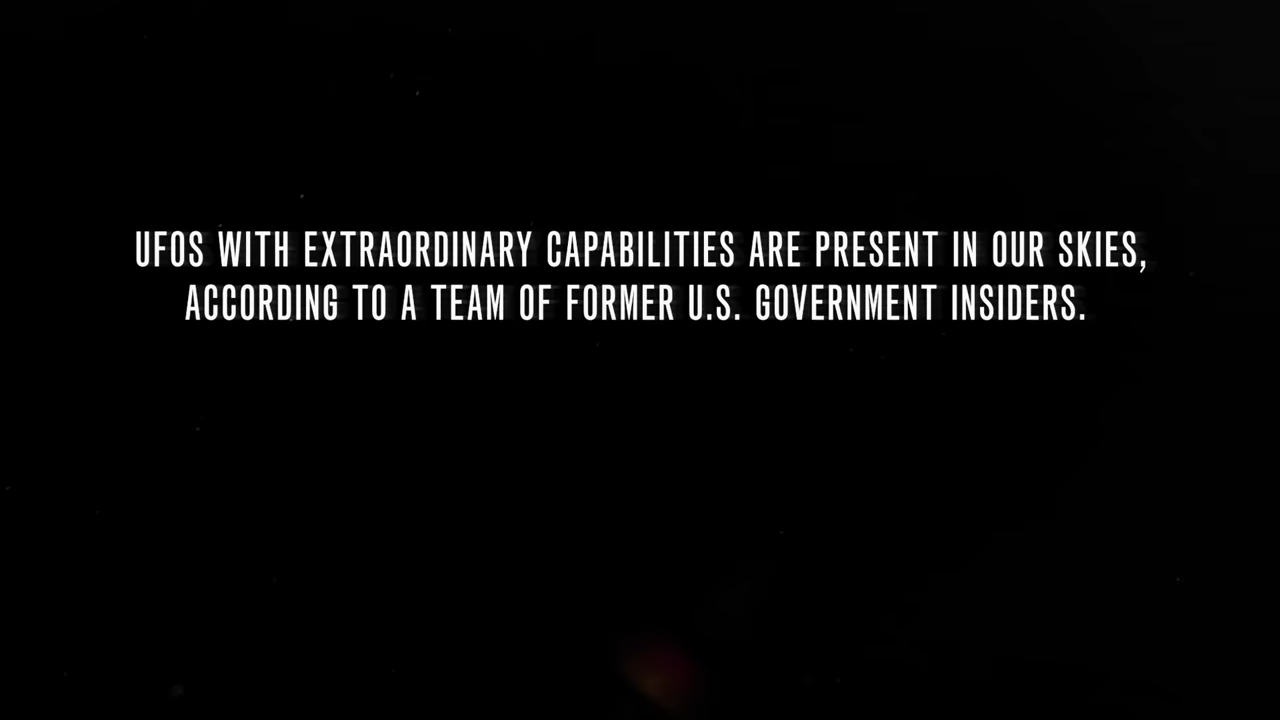 UFOS WITH EXTRAORDINARY CAPABILITIES ARE PRESENT IN OUR SKIES,
ACCORDING TO A TEAM OF FORMER U.S. GOVERNMENT INSIDERS.